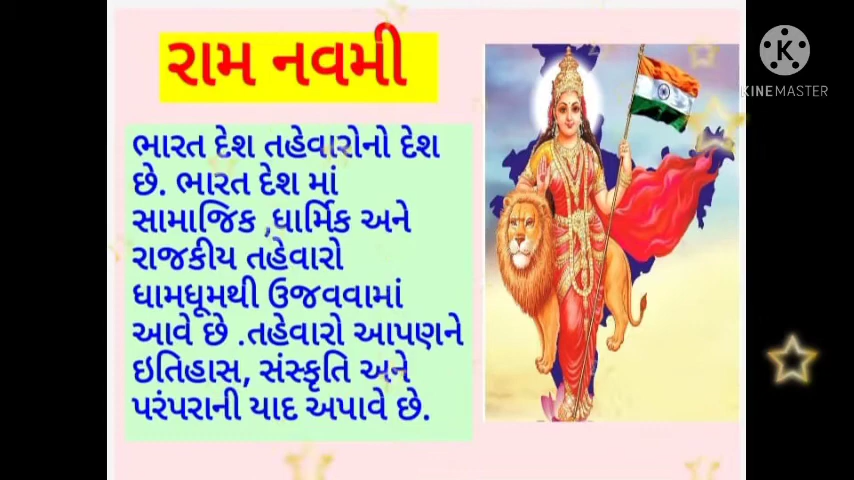 રામ નવમી
ભારત દેશ તહેવારોનો દેશ
છે. ભારત દેશ માં
સામાજિક ,ધાર્મિક અને
રાજકીય તહેવારો
ધામધૂમથી ઉજવવામાં
આવે છે .તહેવારો આપણને
ઇતિહાસ, સંસ્કૃતિ અને
પરંપરાની યાદ અપાવે છે.
K
KINEMASTER